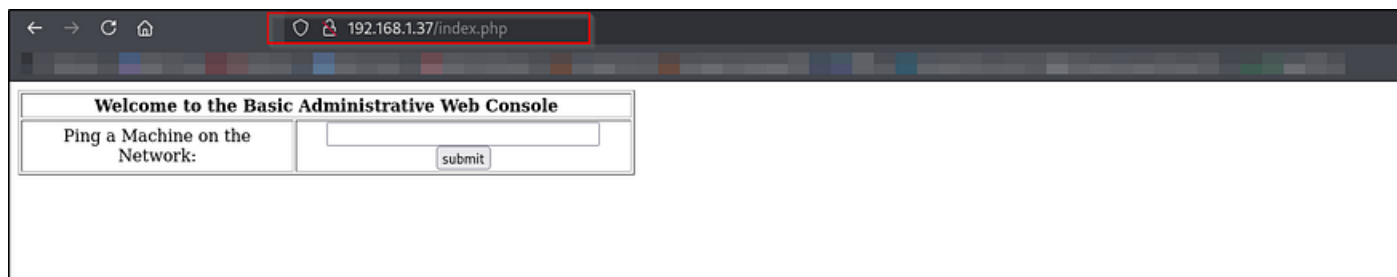 192.168.1.37/index.php
Welcome to the Basic Administrative Web Console
Ping a Machine on the
Network:
submit